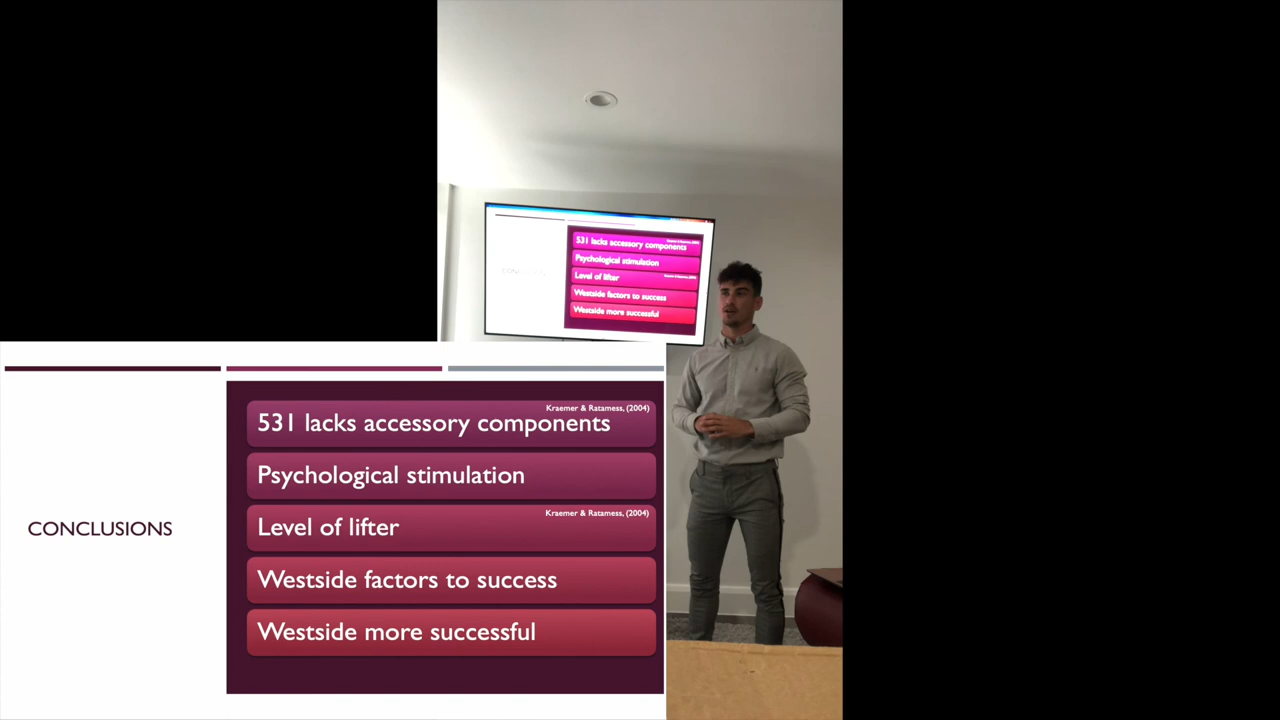 531 lacks accessory components
Psychological stimulation
Level of lifter
Westside factors to success
Westside more successful
CONCLUSIONS
Kraemer & Ratamess, (2004)
531 lacks accessory components
Psychological stimulation
Kraemer & Ratamess, (2004)
Level of lifter
Westside factors to success
Westside more successful